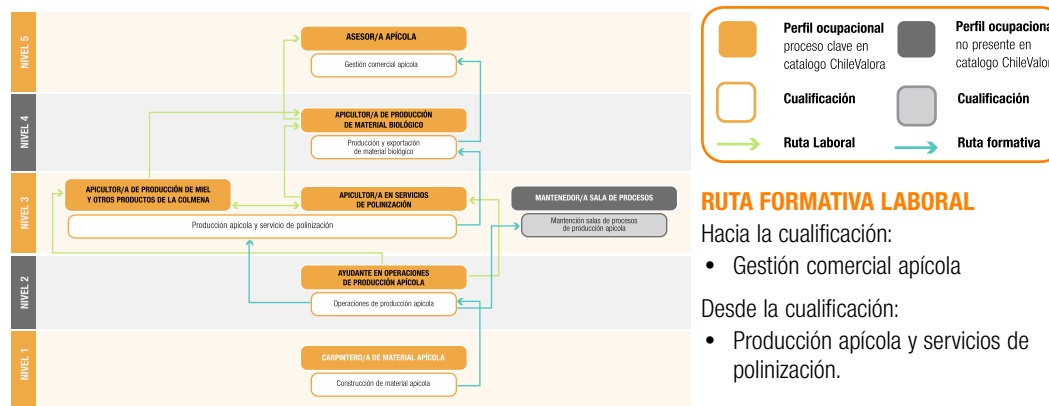 NIVEL 5
ASESOR/A APÍCOLA
Gestión comercial apícola
NIVEL 4
APICULTOR/A DE PRODUCCIÓN
DE MATERIAL BIOLÓGICO
Producción y exportación
de material biológico
NIVEL 3
APICULTOR/A DE PRODUCCIÓN DE MIEL
Y OTROS PRODUCTOS DE LA COLMENA
APICULTOR/A EN SERVICIOS
DE POLINIZACIÓN
MANTENEDOR/A SALA DE PROCESOS
Producción apícola y servicio de polinización
Mantención salas de procesos
de producción apícola
NIVEL 2
AYUDANTE EN OPERACIONES
DE PRODUCCIÓN APÍCOLA
Operaciones de producción apícola
NIVEL 1
CARPINTERO/A DE MATERIAL APÍCOLA
Construcción de material apícola
Perfil ocupacional
proceso clave en
catalogo ChileValora
Perfil ocupaciona
no presente en
catalogo ChileValor
Cualificación
Cualificación
Ruta Laboral
Ruta formativa
RUTA FORMATIVA LABORAL
Hacia la cualificación:
• Gestión comercial apícola
Desde la cualificación:
• Producción apícola y servicios de
polinización.